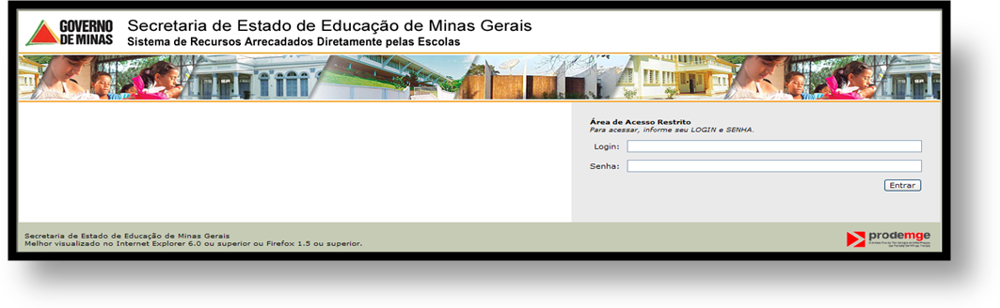 GOVERNO
DE MINAS
Secretaria de Estado de Educação de Minas Gerais
Sistema de Recursos Arrecadados Diretamente pelas Escolas
Área de Acesso Restrito
Para acessar, informe seu LOGIN e SENHA.
Login:
Senha:
Entrar
Secretaria de Estado de Educação de Minas Gerais
Melhor visualizado no Internet Explorer 6.0 ou superior ou Firefox 1.5 ou superior.
prodemge